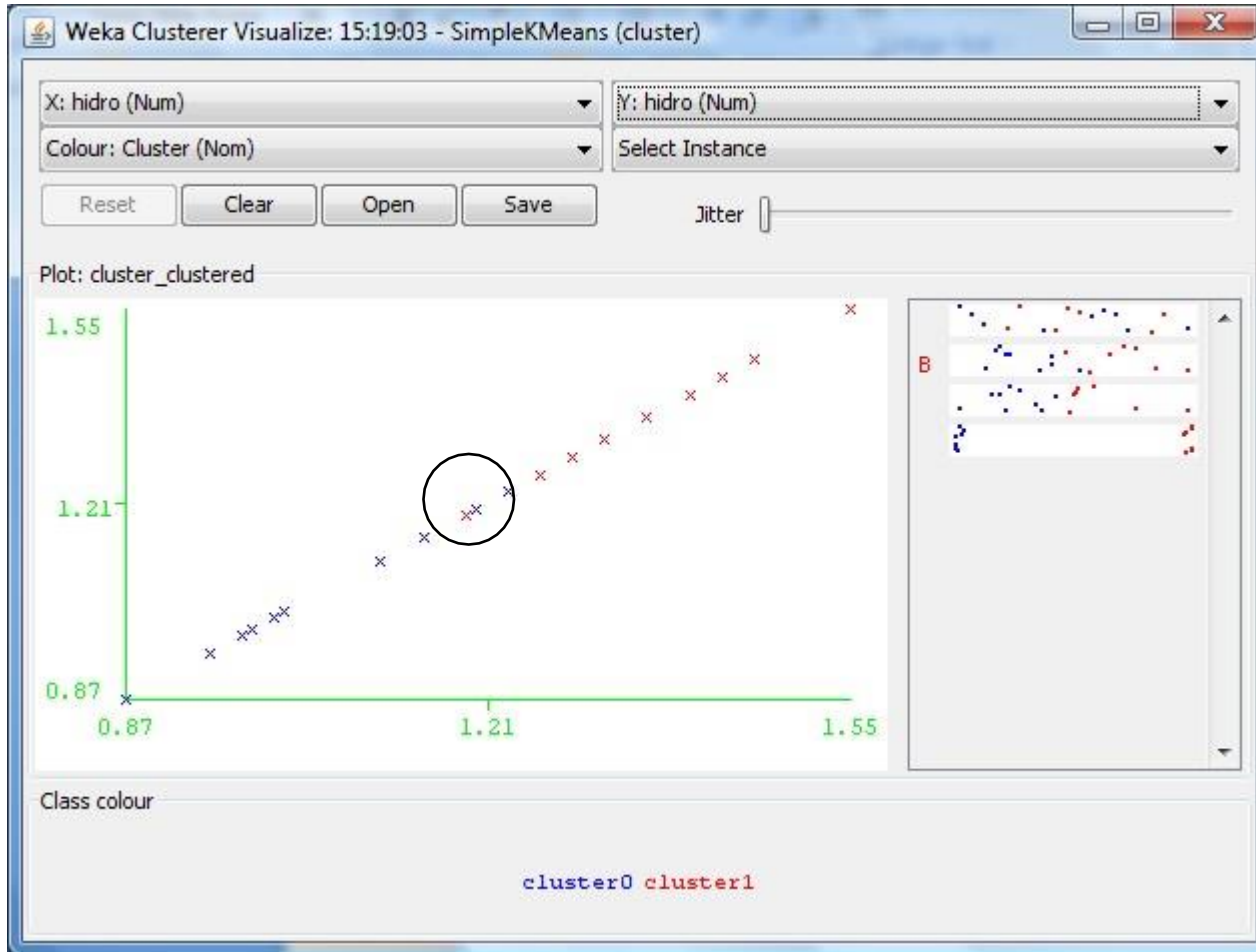 Weka Clusterer Visualize: 15:19:03 - SimpleKMeans (cluster)
X: hidro (Num) Y: hidro (Num)
Colour: Cluster (Nom) Select Instance
Reset Clear Open Save Jitter
Plot: cluster_clustered
1.55
B
1.21
0.87
0.87 1.21 1.55
Class colour
cluster0 cluster1